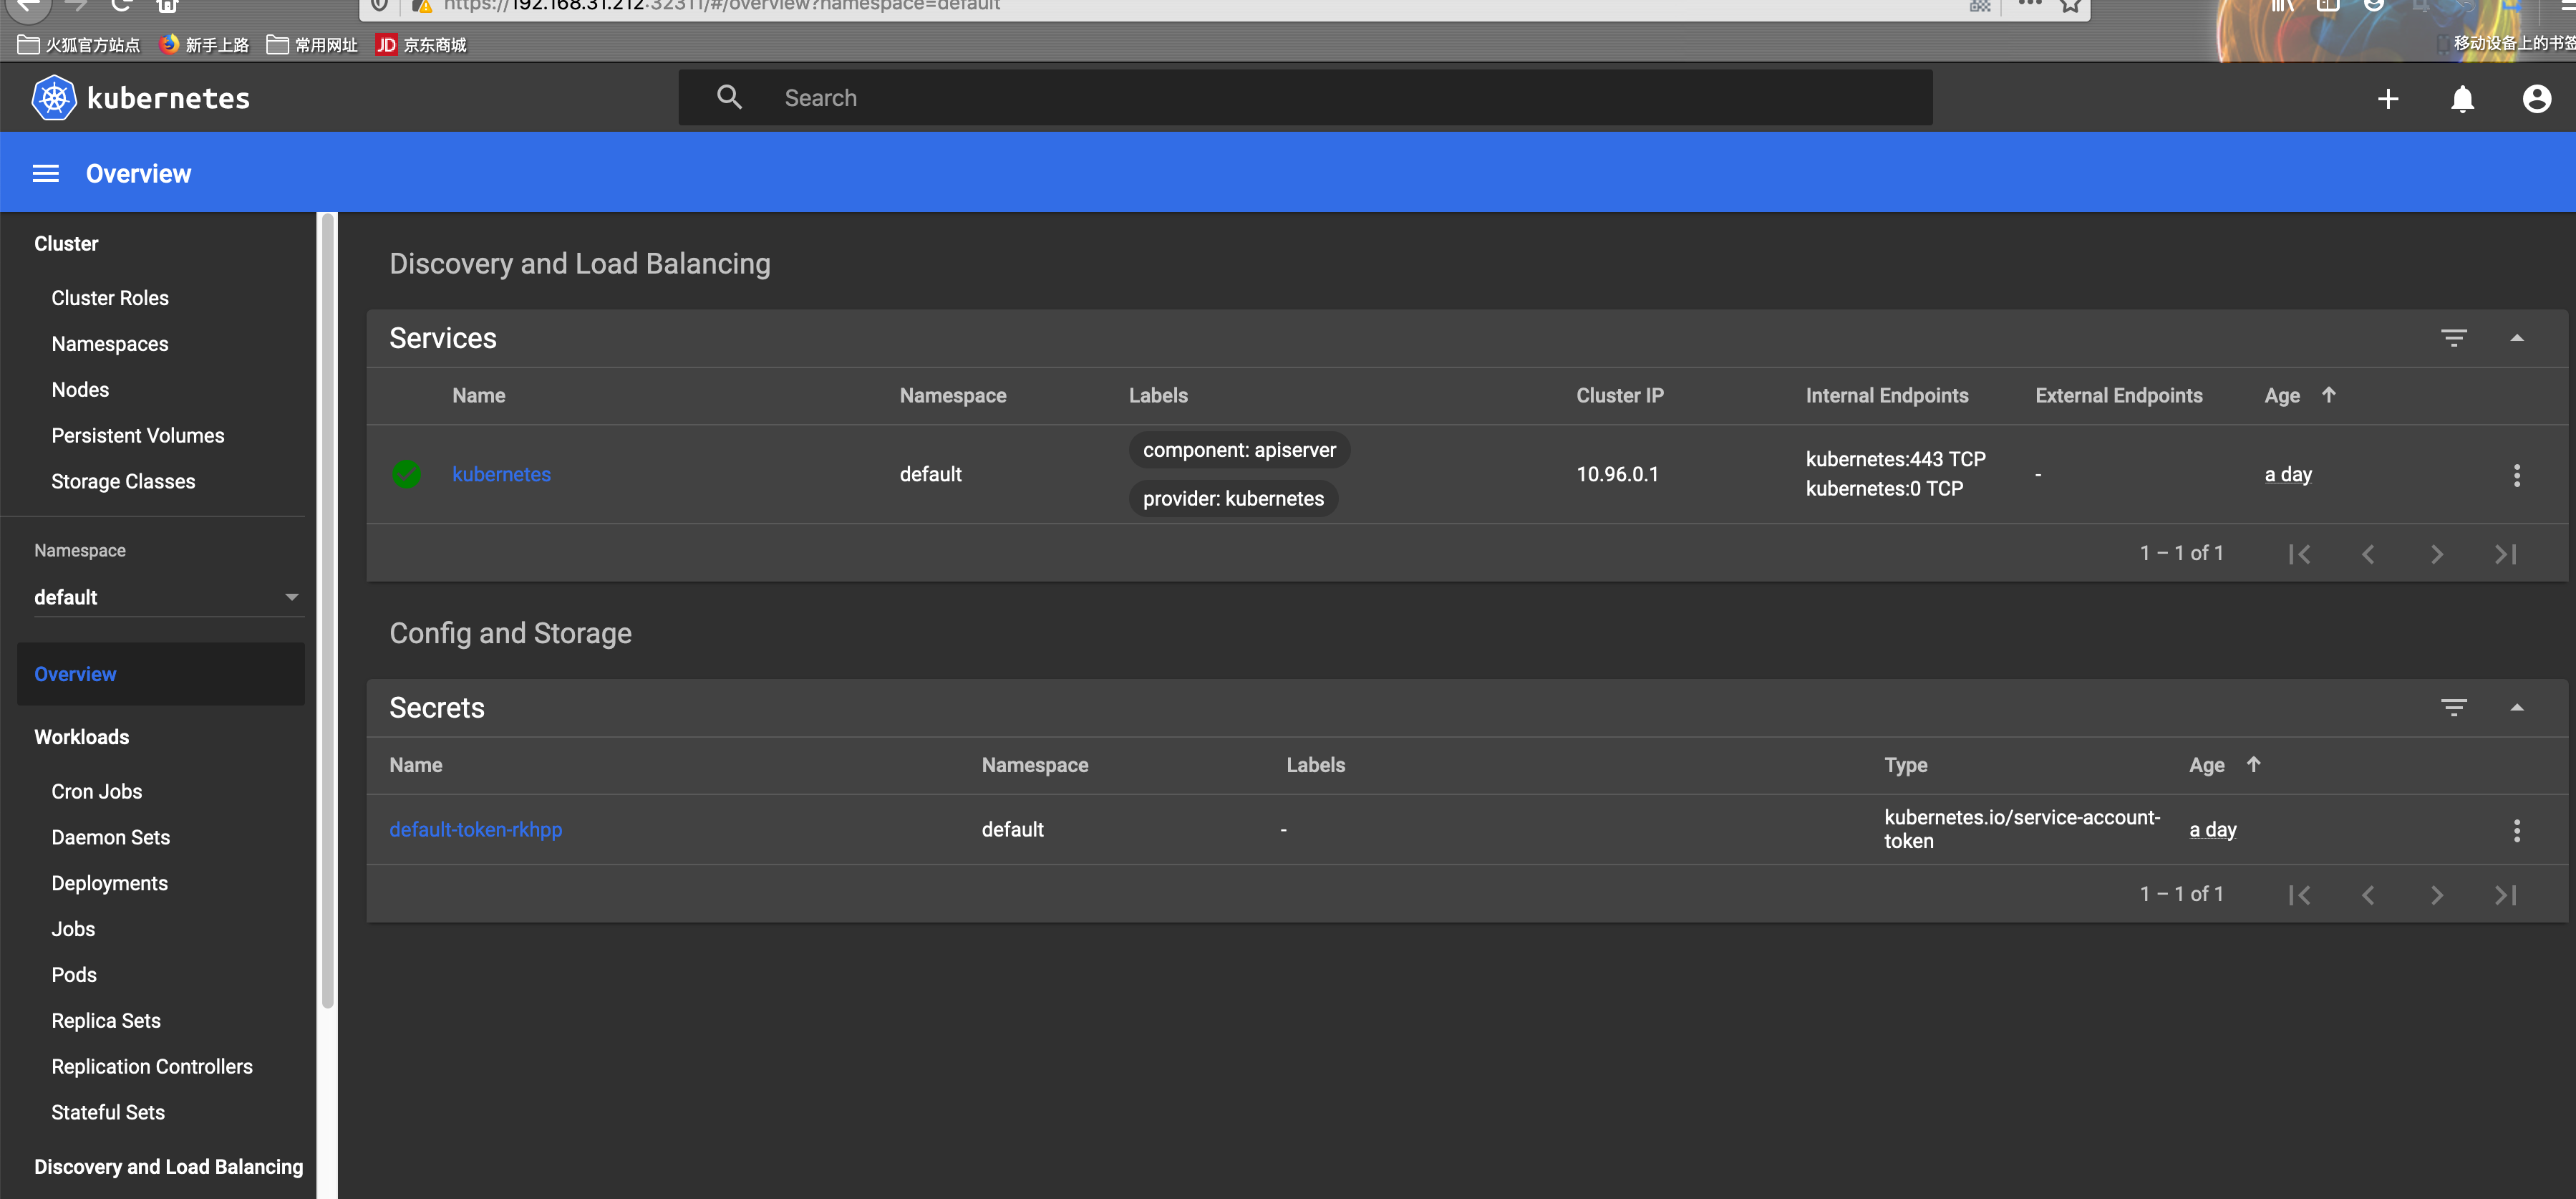 https://192.168.31.212:32311/#/overview?namespace=default
火狐官方站点 新手上路 常用网址 JD 京东商城 移动设备上的书签
kubernetes Search
Overview
Cluster
Cluster Roles
Namespaces
Nodes
Persistent Volumes
Storage Classes
Namespace
default
Overview
Workloads
Cron Jobs
Daemon Sets
Deployments
Jobs
Pods
Replica Sets
Replication Controllers
Stateful Sets
Discovery and Load Balancing
Discovery and Load Balancing
Services
Name Namespace Labels Cluster IP Internal Endpoints External Endpoints Age
kubernetes default component: apiserver provider: kubernetes 10.96.0.1 kubernetes:443 TCP kubernetes:0 TCP - a day
1 – 1 of 1
Config and Storage
Secrets
Name Namespace Labels Type Age
default-token-rkhpp default - kubernetes.io/service-account-token a day
1 – 1 of 1